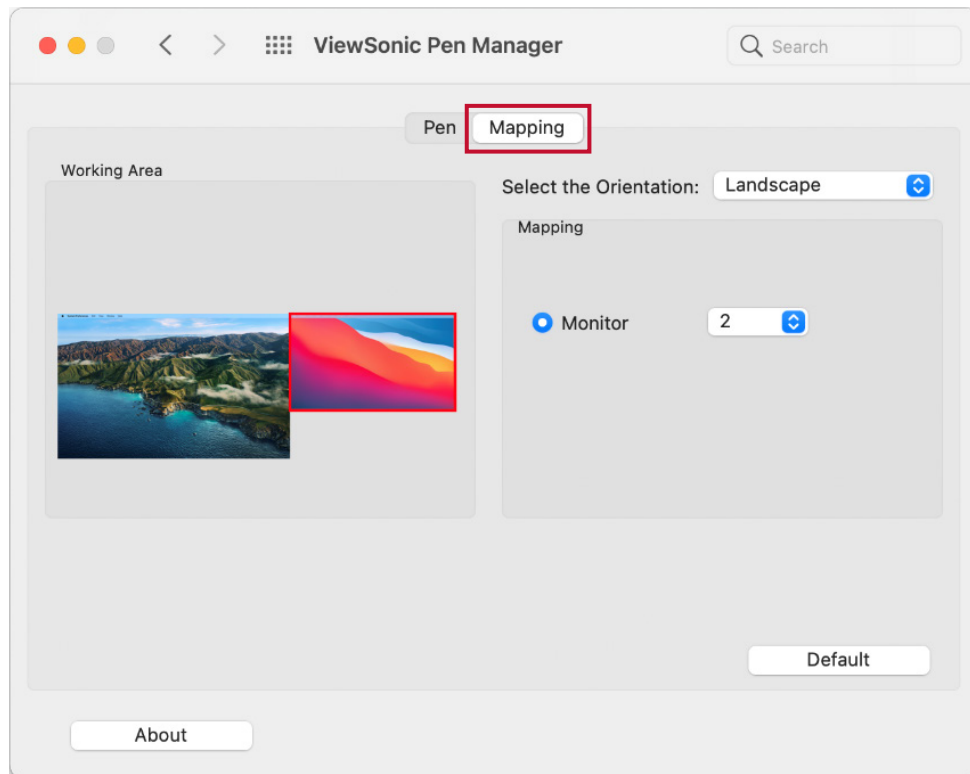 ViewSonic Pen Manager
Search
Pen
Mapping
Working Area
Select the Orientation:
Landscape
Mapping
Monitor
2
Default
About